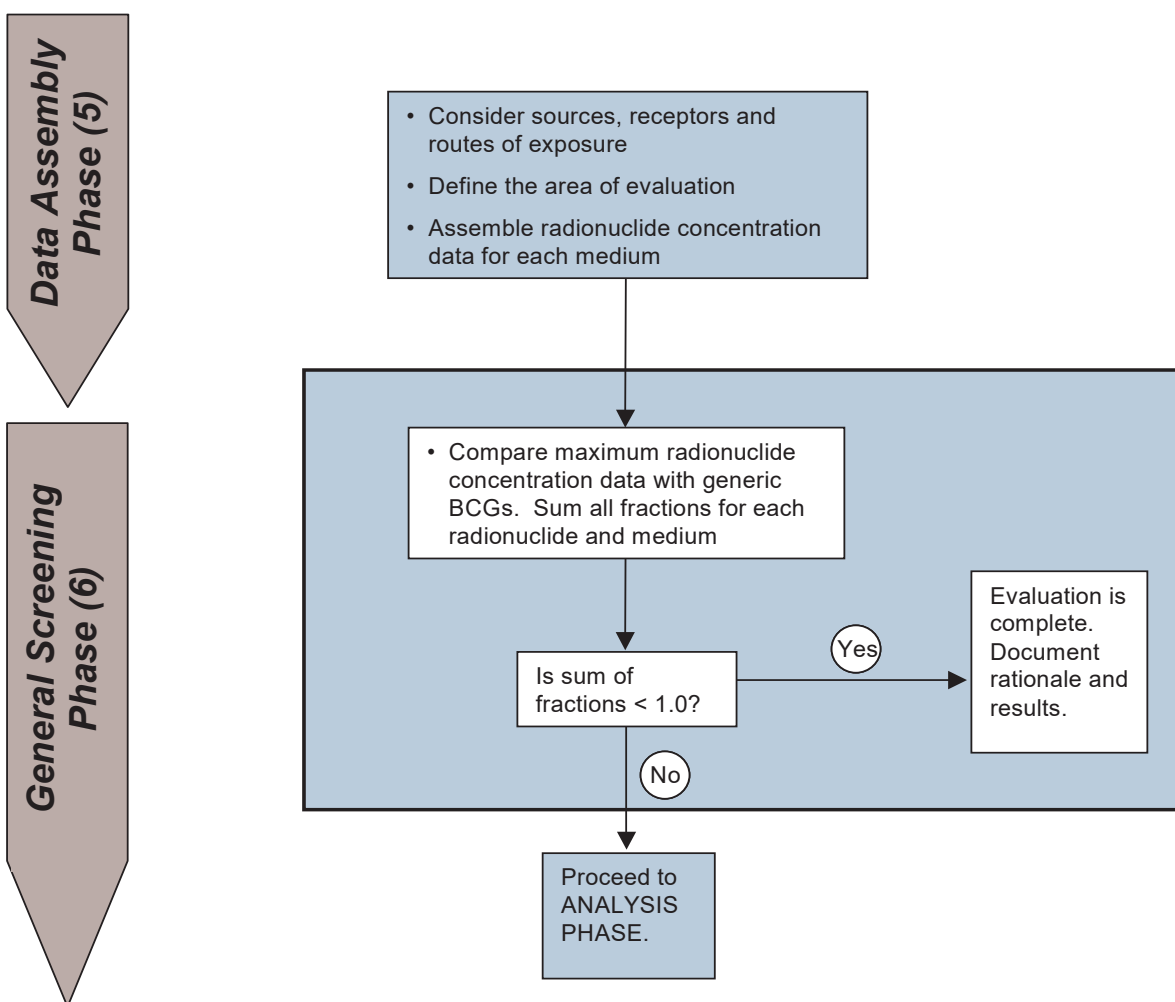 Data Assembly
Phase (5)
• Consider sources, receptors and
routes of exposure
• Define the area of evaluation
• Assemble radionuclide concentration
data for each medium
General Screening
Phase (6)
• Compare maximum radionuclide
concentration data with generic
BCGs. Sum all fractions for each
radionuclide and medium
Is sum of
fractions < 1.0?
Yes
Evaluation is
complete.
Document
rationale and
results.
No
Proceed to
ANALYSIS
PHASE.